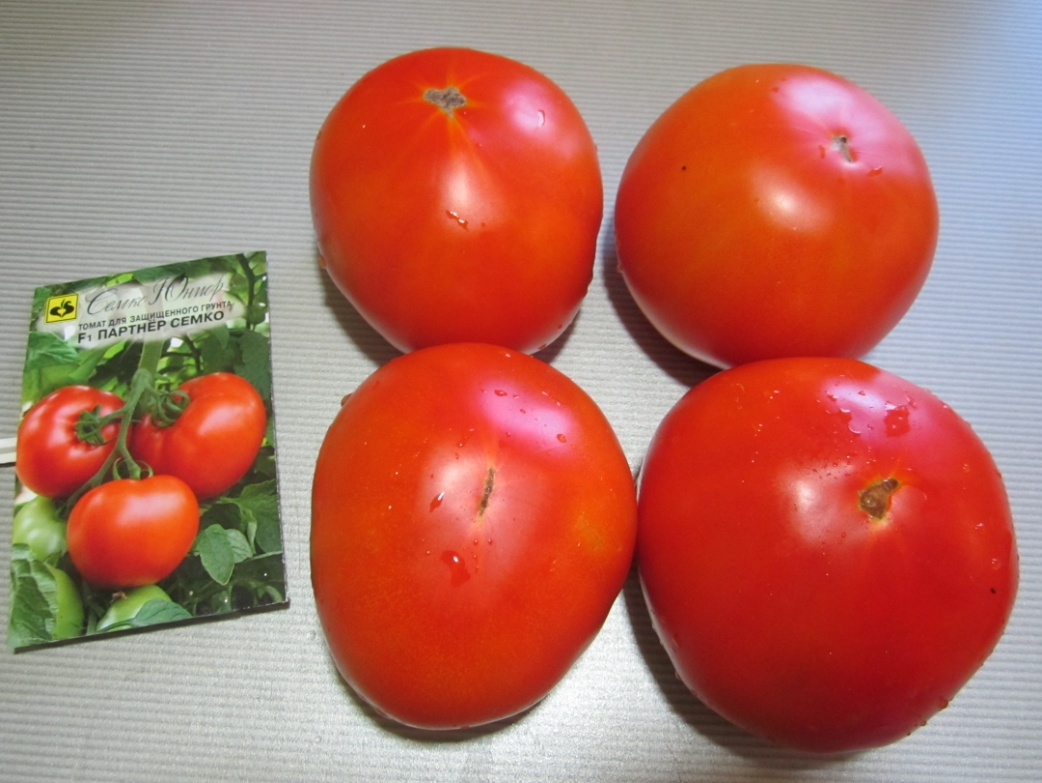 Семко Юниор
ТОМАТ ДЛЯ ЗАЩИЩЕННОГО ГРУНТА
F1 ПАРТНЁР СЕМКО